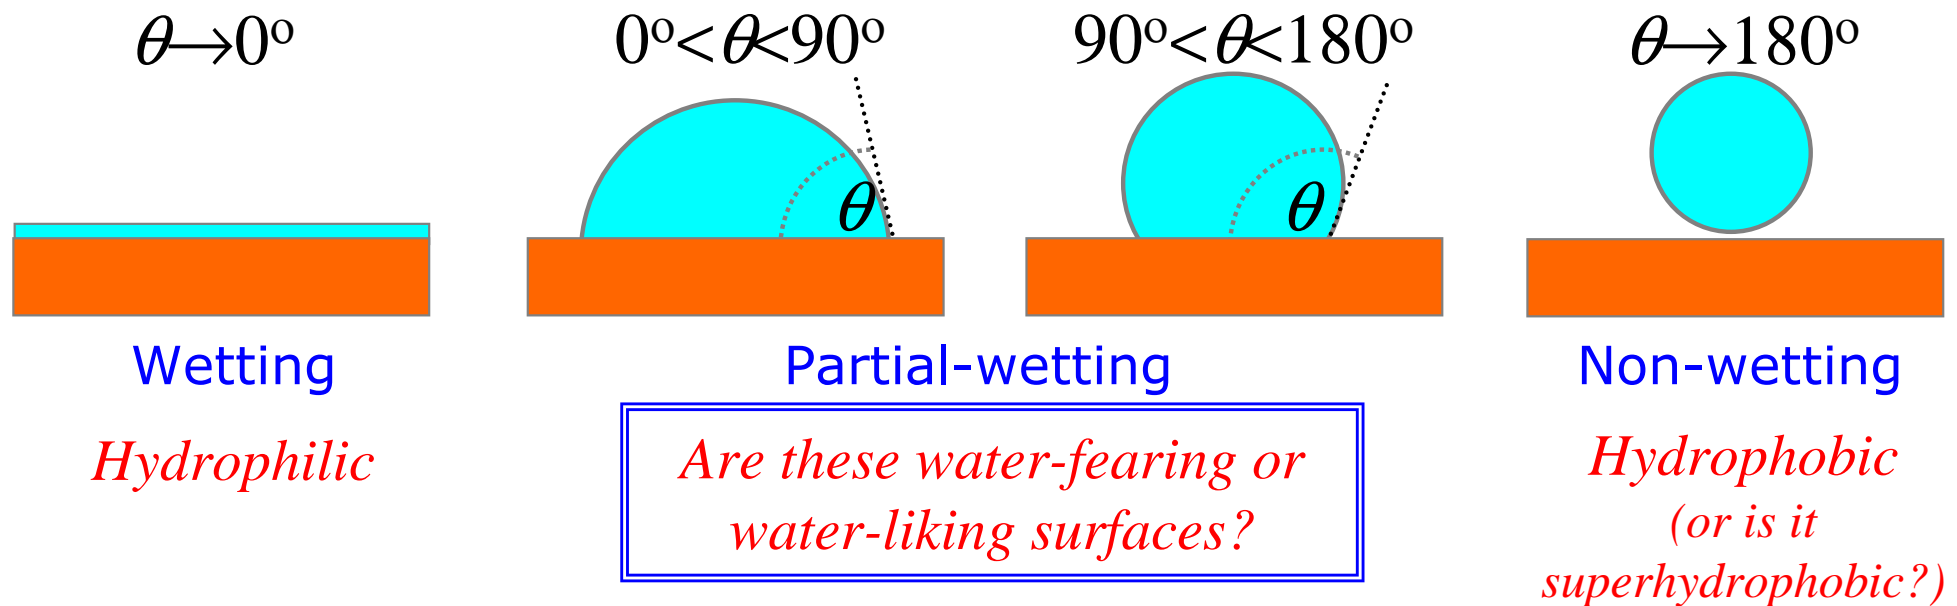 θ→0º
0º<θ<90º
90º<θ<180º
θ→180º
θ
θ
Wetting
Partial-wetting
Non-wetting
Hydrophilic
Are these water-fearing or
water-liking surfaces?
Hydrophobic
(or is it
superhydrophobic?)